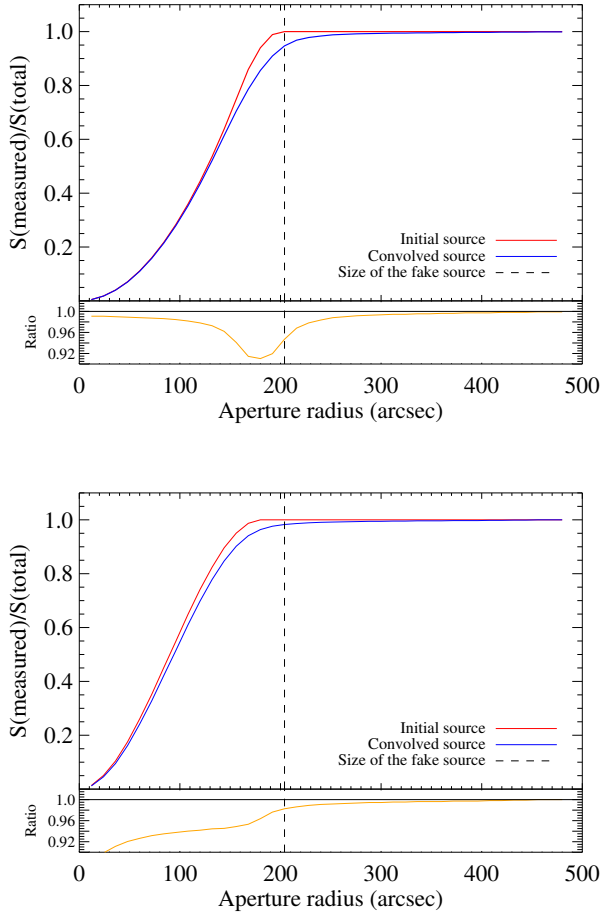 S(measured)/S(total)
1.0
0.8
0.6
0.4
0.2
Initial source
Convolved source
Size of the fake source
Ratio
1.0
0.96
0.92
0 100 200 300 400 500
Aperture radius (arcsec)
S(measured)/S(total)
1.0
0.8
0.6
0.4
0.2
Initial source
Convolved source
Size of the fake source
Ratio
1.0
0.96
0.92
0 100 200 300 400 500
Aperture radius (arcsec)